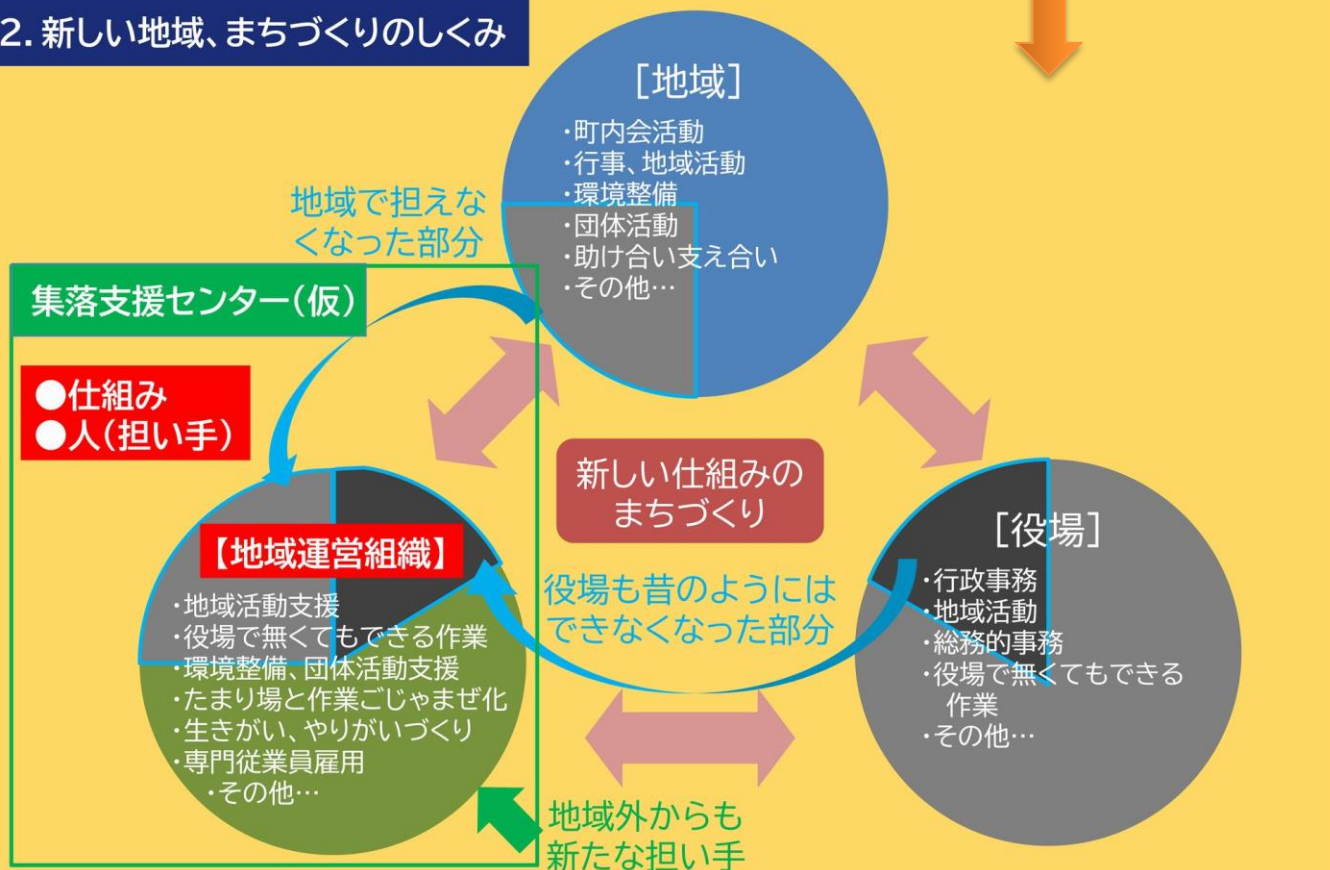 2. 新しい地域、まちづくりのしくみ
[地域]
・町内会活動
・行事、地域活動
・環境整備
・団体活動
・助け合い支え合い
・その他…
地域で担えな
くなった部分
集落支援センター(仮)
●仕組み
●人(担い手)
新しい仕組みの
まちづくり
【地域運営組織】
・地域活動支援
・役場で無くてもできる作業
・環境整備、団体活動支援
・たまり場と作業ごじゃまぜ化
・生きがい、やりがいづくり
・専門従業員雇用
・その他…
役場も昔のようには
できなくなった部分
[役場]
・行政事務
・地域活動
・総務的事務
・役場で無くてもできる
作業
・その他…
地域外からも
新たな担い手